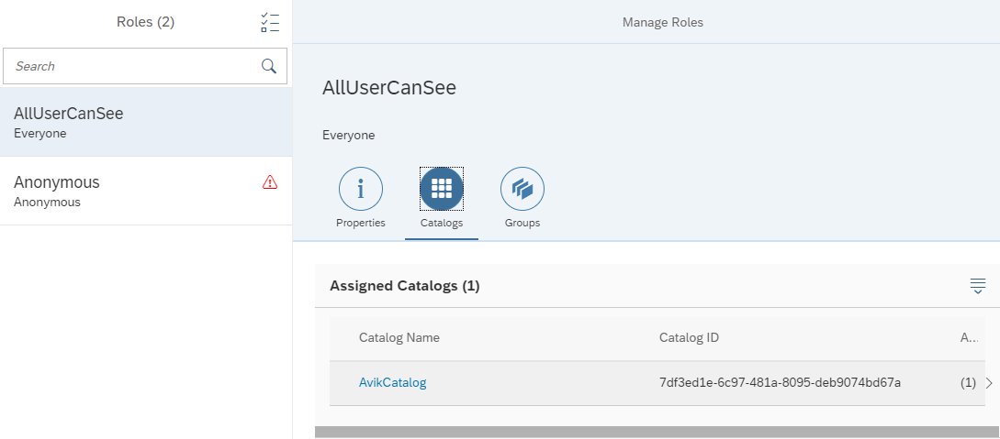 Roles (2)
Search
AllUserCanSee
Everyone
Anonymous
Anonymous
Manage Roles
AllUserCanSee
Everyone
Properties
Catalogs
Groups
Assigned Catalogs (1)
Catalog Name Catalog ID A...
AvikCatalog 7df3ed1e-6c97-481a-8095-deb9074bd67a (1)